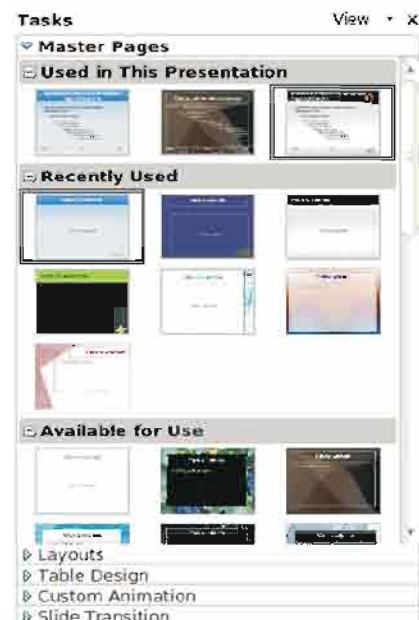 Tasks View x
Master Pages
Used in This Presentation
Recently Used
Available for Use
Layouts
Table Design
Custom Animation
Slide Transition